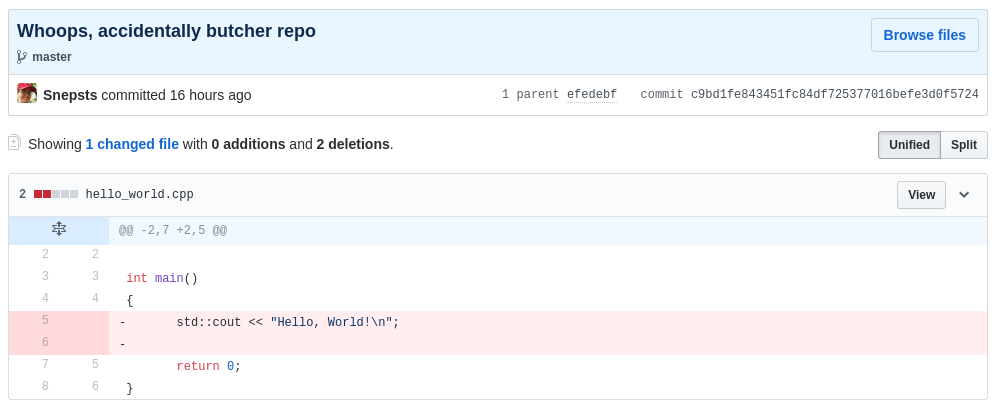 Whoops, accidentally butcher repo
Browse files
master
Snepsts committed 16 hours ago 1 parent efedebf commit c9bd1fe843451fc84df725377016befe3d0f5724
Showing 1 changed file with 0 additions and 2 deletions. Unified Split
2 hello_world.cpp View
@@ -2,7 +2,5 @@
2 2
3 3 int main()
4 4 {
5 - std::cout << "Hello, World!\n";
6 -
7 5 return 0;
8 6 }